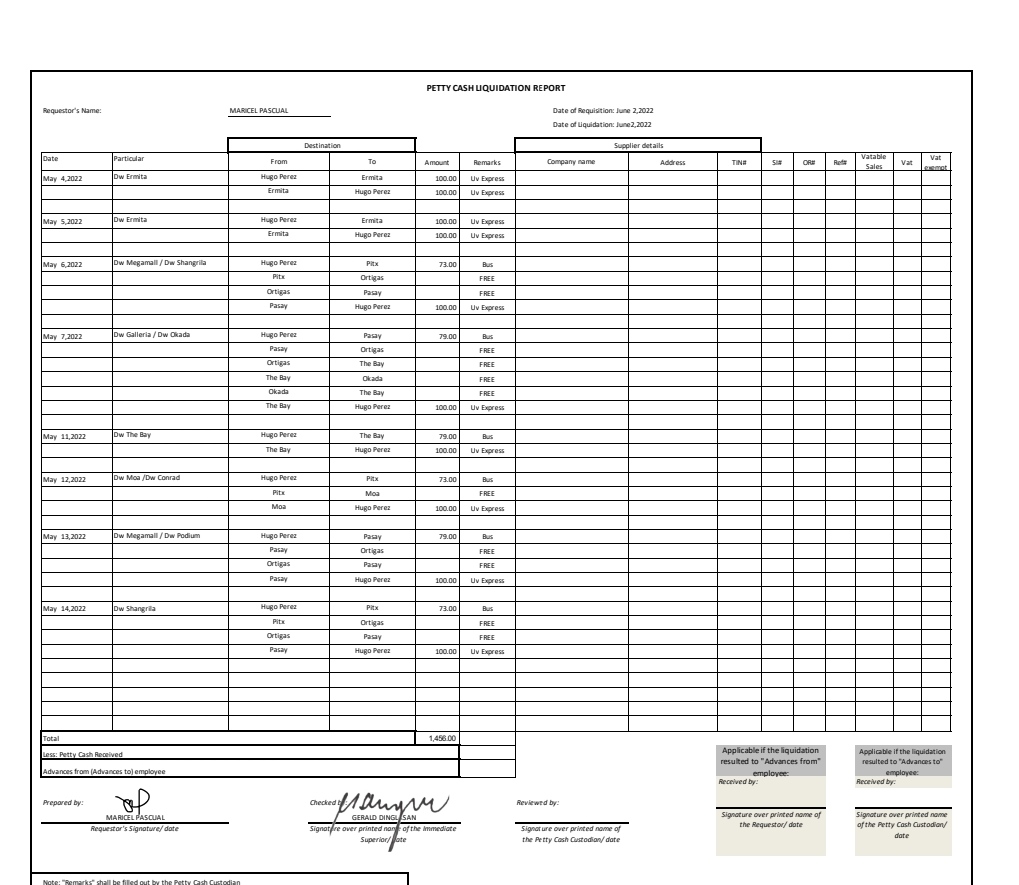 PETTY CASH LIQUIDATION REPORT
Requestor's Name: MARICEL PASCUAL Date of Requisition: June 2,2022
Date of Liquidation: June2,2022
Destination Supplier details
Date Particular From To Amount Remarks Company name Address TIN# SI# OR# Ref# Vatable Sales Vat Vat exempt
May 4,2022 Dw Ermita Hugo Perez Ermita 100.00 Uv Express
Ermita Hugo Perez 100.00 Uv Express
May 5,2022 Dw Ermita Hugo Perez Ermita 100.00 Uv Express
Ermita Hugo Perez 100.00 Uv Express
May 6,2022 Dw Megamall / Dw Shangrila Hugo Perez Pitx 73.00 Bus
Pitx Ortigas FREE
Ortigas Pasay FREE
Pasay Hugo Perez 100.00 Uv Express
May 7,2022 Dw Galleria / Dw Okada Hugo Perez Pasay 79.00 Bus
Pasay Ortigas FREE
Ortigas The Bay FREE
The Bay Okada FREE
Okada The Bay FREE
The Bay Hugo Perez 100.00 Uv Express
May 11,2022 Dw The Bay Hugo Perez The Bay 79.00 Bus
The Bay Hugo Perez 100.00 Uv Express
May 12,2022 Dw Moa /Dw Conrad Hugo Perez Pitx 73.00 Bus
Pitx Moa FREE
Moa Hugo Perez 100.00 Uv Express
May 13,2022 Dw Megamall / Dw Podium Hugo Perez Pasay 79.00 Bus
Pasay Ortigas FREE
Ortigas Pasay FREE
Pasay Hugo Perez 100.00 Uv Express
May 14,2022 Dw Shangrila Hugo Perez Pitx 73.00 Bus
Pitx Ortigas FREE
Ortigas Pasay FREE
Pasay Hugo Perez 100.00 Uv Express
Total 1,456.00
Less: Petty Cash Received
Advances from (Advances to) employee
Applicable if the liquidation
resulted to "Advances from"
employee:
Received by:
Applicable if the liquidation
resulted to "Advances to"
employee:
Received by:
Prepared by: Checked by: Reviewed by:
MARICEL PASCUAL GERALD DINGLASAN
Requestor's Signature/ date
Signature over printed name of the Immediate
Superior/ date
Signature over printed name of
the Petty Cash Custodian/ date
Signature over printed name of
the Requestor/ date
Signature over printed name
of the Petty Cash Custodian/
date
Note: "Remarks" shall be filled out by the Petty Cash Custodian